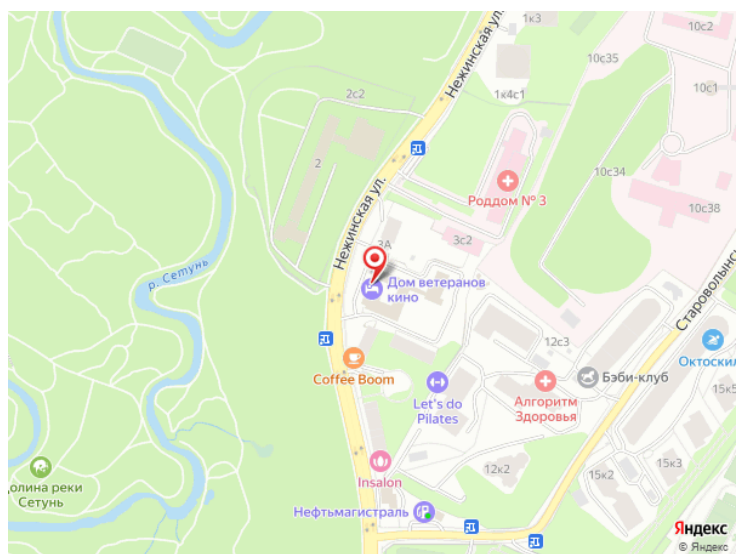 1к3
10с2
10с35
10с1
Нежинская ул.
1к4с1
2с2
2
10с34
Роддом № 3
Нежинская ул.
10с38
3А
3с2
р. Сетунь
Дом ветеранов
кино
Староволынск
12с3
Октоскил
Coffee Boom
Бэби-клуб
Let's do
Pilates
Алгоритм
Здоровья
15к5
15к3
12к2
15к2
Insalon
долина реки
Сетунь
Нефтьмагистраль
Яндекс
© Яндекс